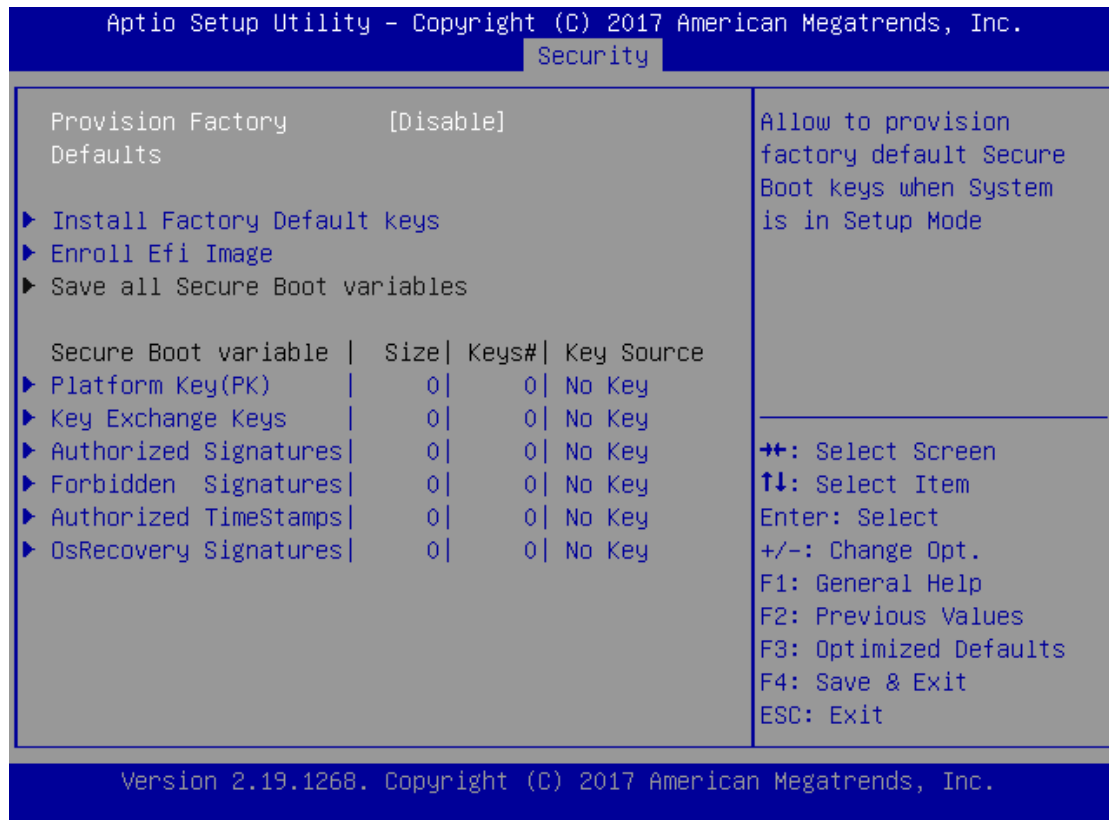 Aptio Setup Utility – Copyright (C) 2017 American Megatrends, Inc.
Security
Provision Factory [Disable]
Defaults
Install Factory Default keys
Enroll Efi Image
Save all Secure Boot variables
Secure Boot variable | Size| Keys#| Key Source
Platform Key(PK) | 0| 0| No Key
Key Exchange Keys | 0| 0| No Key
Authorized Signatures| 0| 0| No Key
Forbidden Signatures| 0| 0| No Key
Authorized TimeStamps| 0| 0| No Key
OsRecovery Signatures| 0| 0| No Key
Allow to provision
factory default Secure
Boot keys when System
is in Setup Mode
→←: Select Screen
↑↓: Select Item
Enter: Select
+/-: Change Opt.
F1: General Help
F2: Previous Values
F3: Optimized Defaults
F4: Save & Exit
ESC: Exit
Version 2.19.1268. Copyright (C) 2017 American Megatrends, Inc.